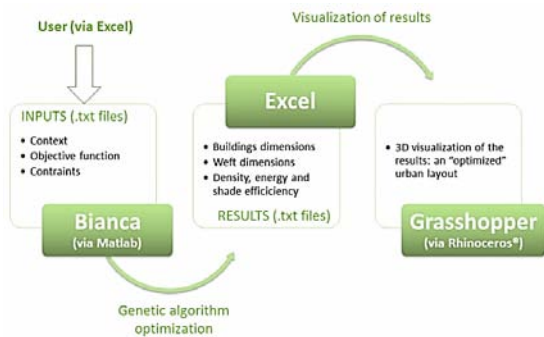 Visualization of results
User (via Excel)
INPUTS (.txt files)
• Context
• Objective function
• Contraints
Bianca
(via Matlab)
Genetic algorithm
optimization
Excel
• Buildings dimensions
• Weft dimensions
• Density, energy and
shade efficiciency
RESULTS (.txt files)
• 3D visualization of the
results: an "optimized"
urban layout
Grasshopper
(via Rhinoceros®)